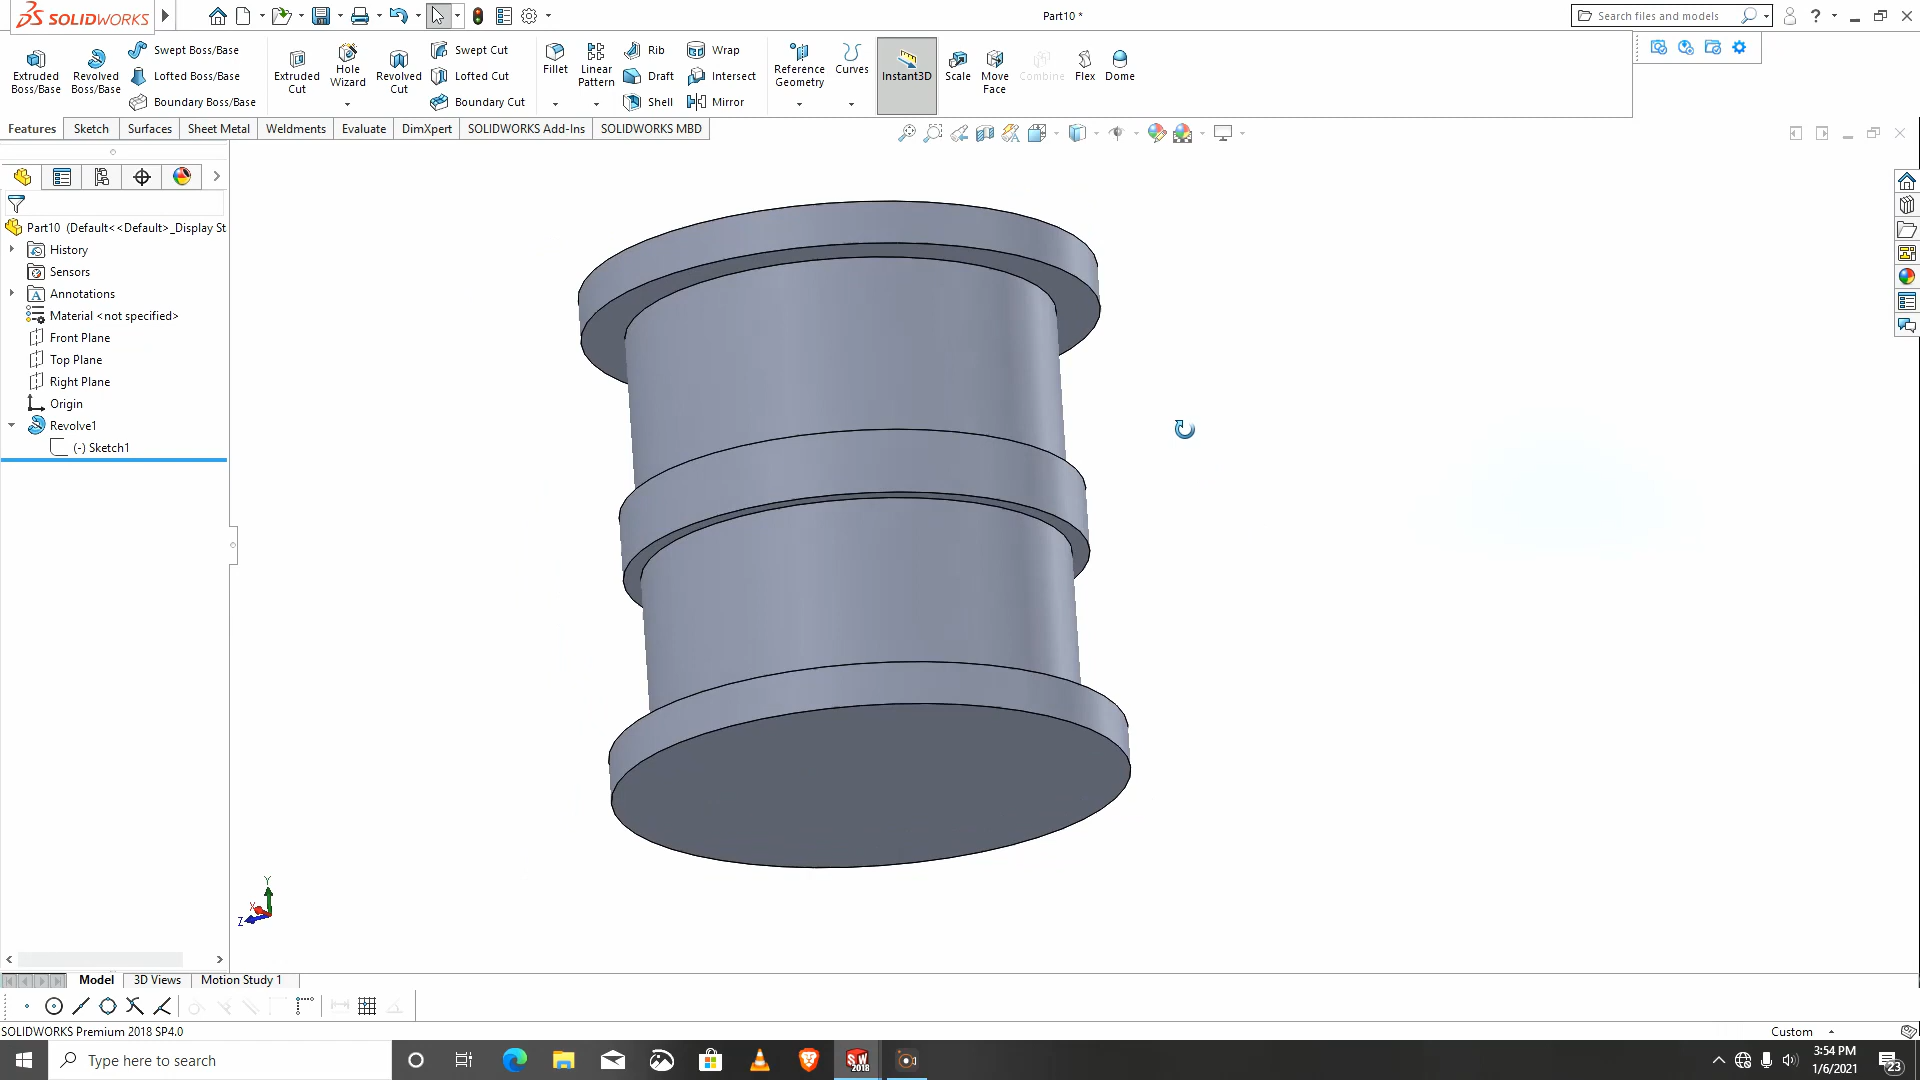 SOLIDWORKS
Part10 *
Search files and models
Extruded Boss/Base
Revolved Boss/Base
Swept Boss/Base
Lofted Boss/Base
Boundary Boss/Base
Extruded Cut
Hole Wizard
Revolved Cut
Swept Cut
Lofted Cut
Boundary Cut
Fillet
Linear Pattern
Rib
Draft
Shell
Wrap
Intersect
Mirror
Reference Geometry
Curves
Instant3D
Scale
Move Face
Combine
Flex
Dome
Features
Sketch
Surfaces
Sheet Metal
Weldments
Evaluate
DimXpert
SOLIDWORKS Add-Ins
SOLIDWORKS MBD
Part10 (Default<<Default>_Display St
History
Sensors
Annotations
Material <not specified>
Front Plane
Top Plane
Right Plane
Origin
Revolve1
(-) Sketch1
Y
X
Z
Model
3D Views
Motion Study 1
SOLIDWORKS Premium 2018 SP4.0
Custom
Type here to search
SW 2018
3:54 PM
1/6/2021
23